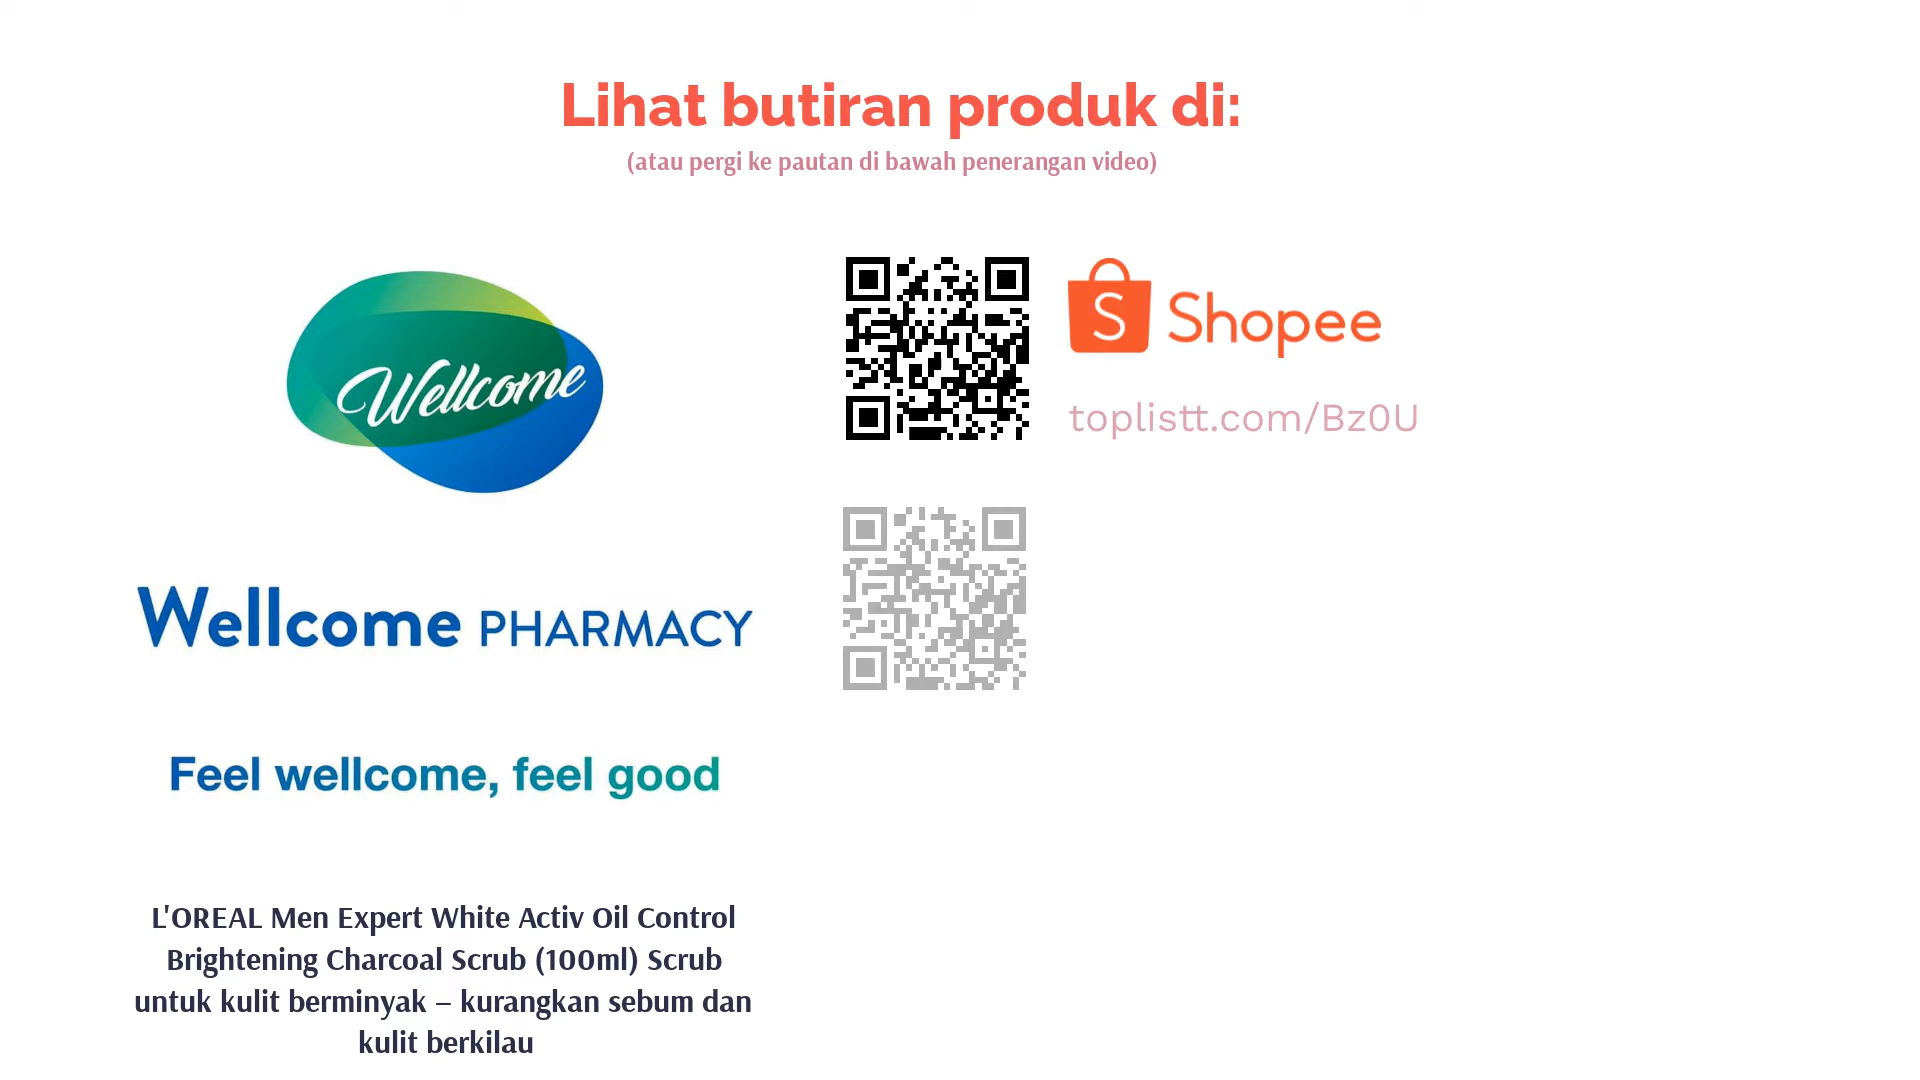 Lihat butiran produk di:
(atau pergi ke pautan di bawah penerangan video)
Wellcome
Wellcome PHARMACY
Feel wellcome, feel good
L'OREAL Men Expert White Activ Oil Control
Brightening Charcoal Scrub (100ml) Scrub
untuk kulit berminyak – kurangkan sebum dan
kulit berkilau
S Shopee
toplistt.com/Bz0U